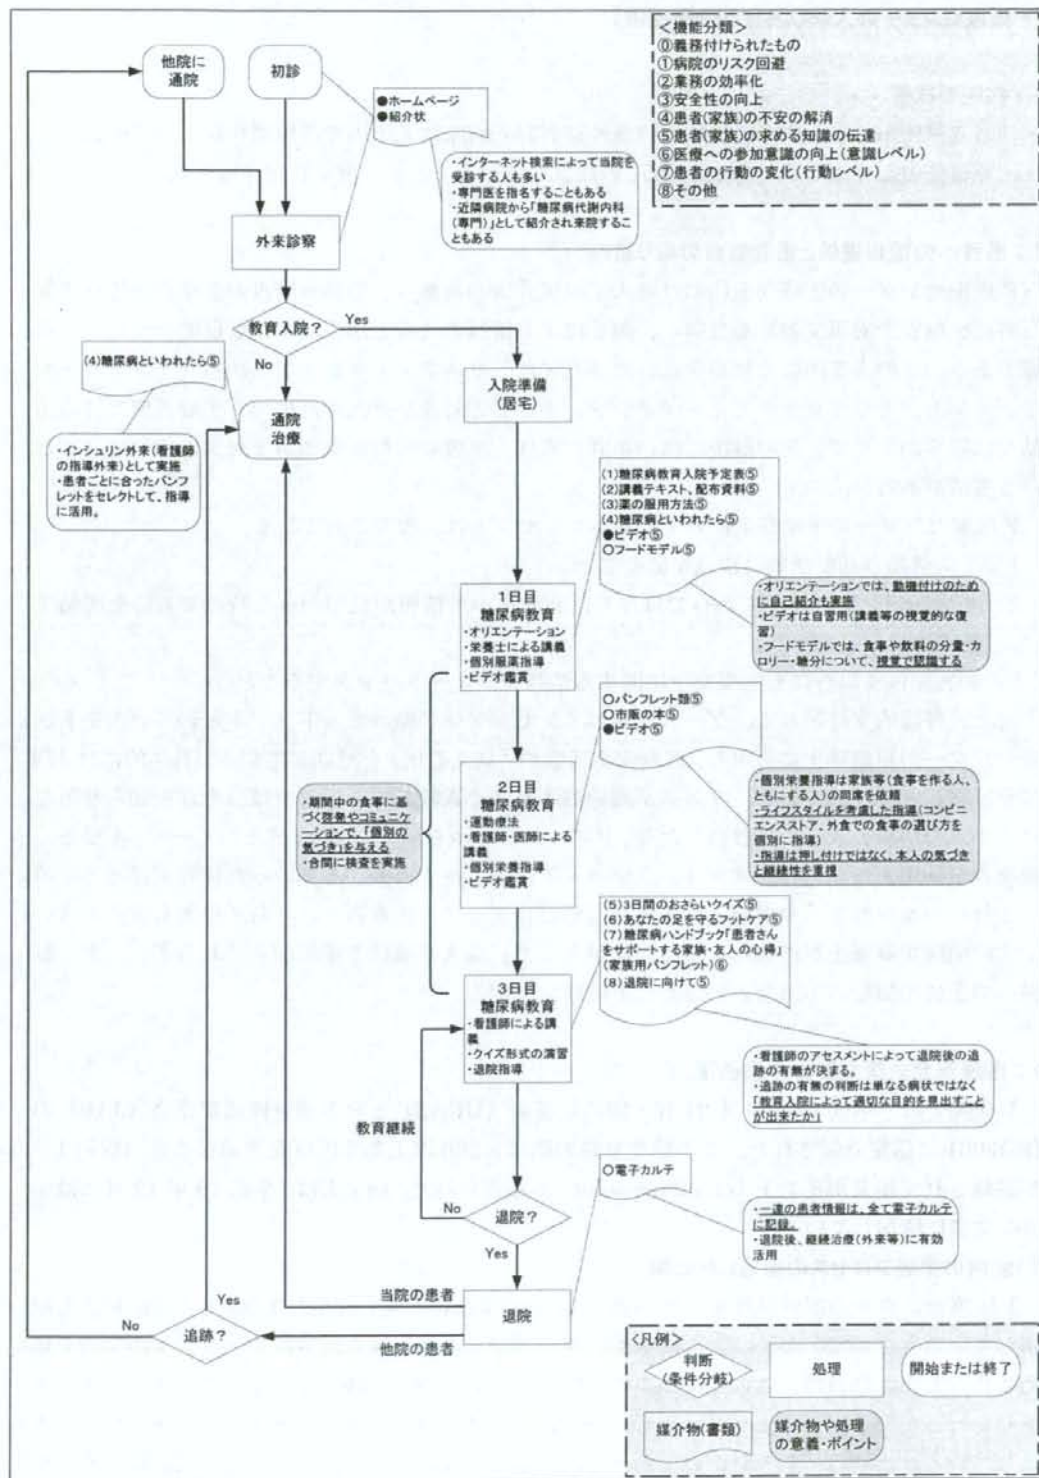 他院に
通院
初診
●ホームページ
●紹介状
・インターネット検索によって当院を
受診する人も多い
・専門医を指名することもある
・近隣病院から「糖尿病代謝内科
(専門)」として紹介され来院するこ
ともある
<機能分類>
⓪義務付けられたもの
①病院のリスク回避
②業務の効率化
③安全性の向上
④患者(家族)の不安の解消
⑤患者(家族)の求める知識の伝達
⑥医療への参加意識の向上(意識レベル)
⑦患者の行動の変化(行動レベル)
⑧その他
外来診察
教育入院?
Yes
No
(4)糖尿病といわれたら⑤
・インシュリン外来(看護師
の指導外来)として実施
・患者ごとに合ったパンフ
レットをセレクトして、指導
に活用。
通院
治療
入院準備
(居宅)
(1)糖尿病教育入院予定表⑤
(2)講義テキスト、配布資料⑤
(3)薬の服用方法⑤
(4)糖尿病といわれたら⑤
●ビデオ⑤
○フードモデル⑤
1日目
糖尿病教育
・オリエンテーション
・栄養士による講義
・個別服薬指導
・ビデオ鑑賞
・オリエンテーションでは、動機付けのため
に自己紹介も実施
・ビデオは自習用(講義等の視覚的な復
習)
・フードモデルでは、食事や飲料の分量・カ
ロリー・糖分について、視覚で認識する
○パンフレット類⑤
○市販の本⑤
●ビデオ⑤
2日目
糖尿病教育
・運動療法
・看護師・医師による
講義
・個別栄養指導
・ビデオ鑑賞
・期間中の食事に基
づく啓発やコミュニ
ケーションで、「個別の
気づき」を与える
・合間に検査を実施
・個別栄養指導は家族等(食事を作る人、
ともにする人)の同席を依頼
・ライフスタイルを考慮した指導(コンビニ
エンスストア、外食での食事の選び方を
個別に指導)
・指導は押し付けではなく、本人の気づき
と継続性を重視
(5)3日間のおさらいクイズ⑤
(6)あなたの足を守るフットケア⑤
(7)糖尿病ハンドブック「患者さん
をサポートする家族・友人の心得」
(家族用パンフレット)⑥
(8)退院に向けて⑤
3日目
糖尿病教育
・看護師による講
義
・クイズ形式の演習
・退院指導
・看護師のアセスメントによって退院後の追
跡の有無が決まる。
・追跡の有無の判断は単なる病状ではなく
「教育入院によって適切な目的を見出すこと
が出来たか」
教育継続
○電子カルテ
No
退院?
Yes
・一連の患者情報は、全て電子カルテ
に記録。
・退院後、継続治療(外来等)に有効
活用
当院の患者
退院
他院の患者
Yes
No
追跡?
<凡例>
判断
(条件分岐)
処理
開始または終了
媒介物(書類)
媒介物や処理
の意義・ポイント